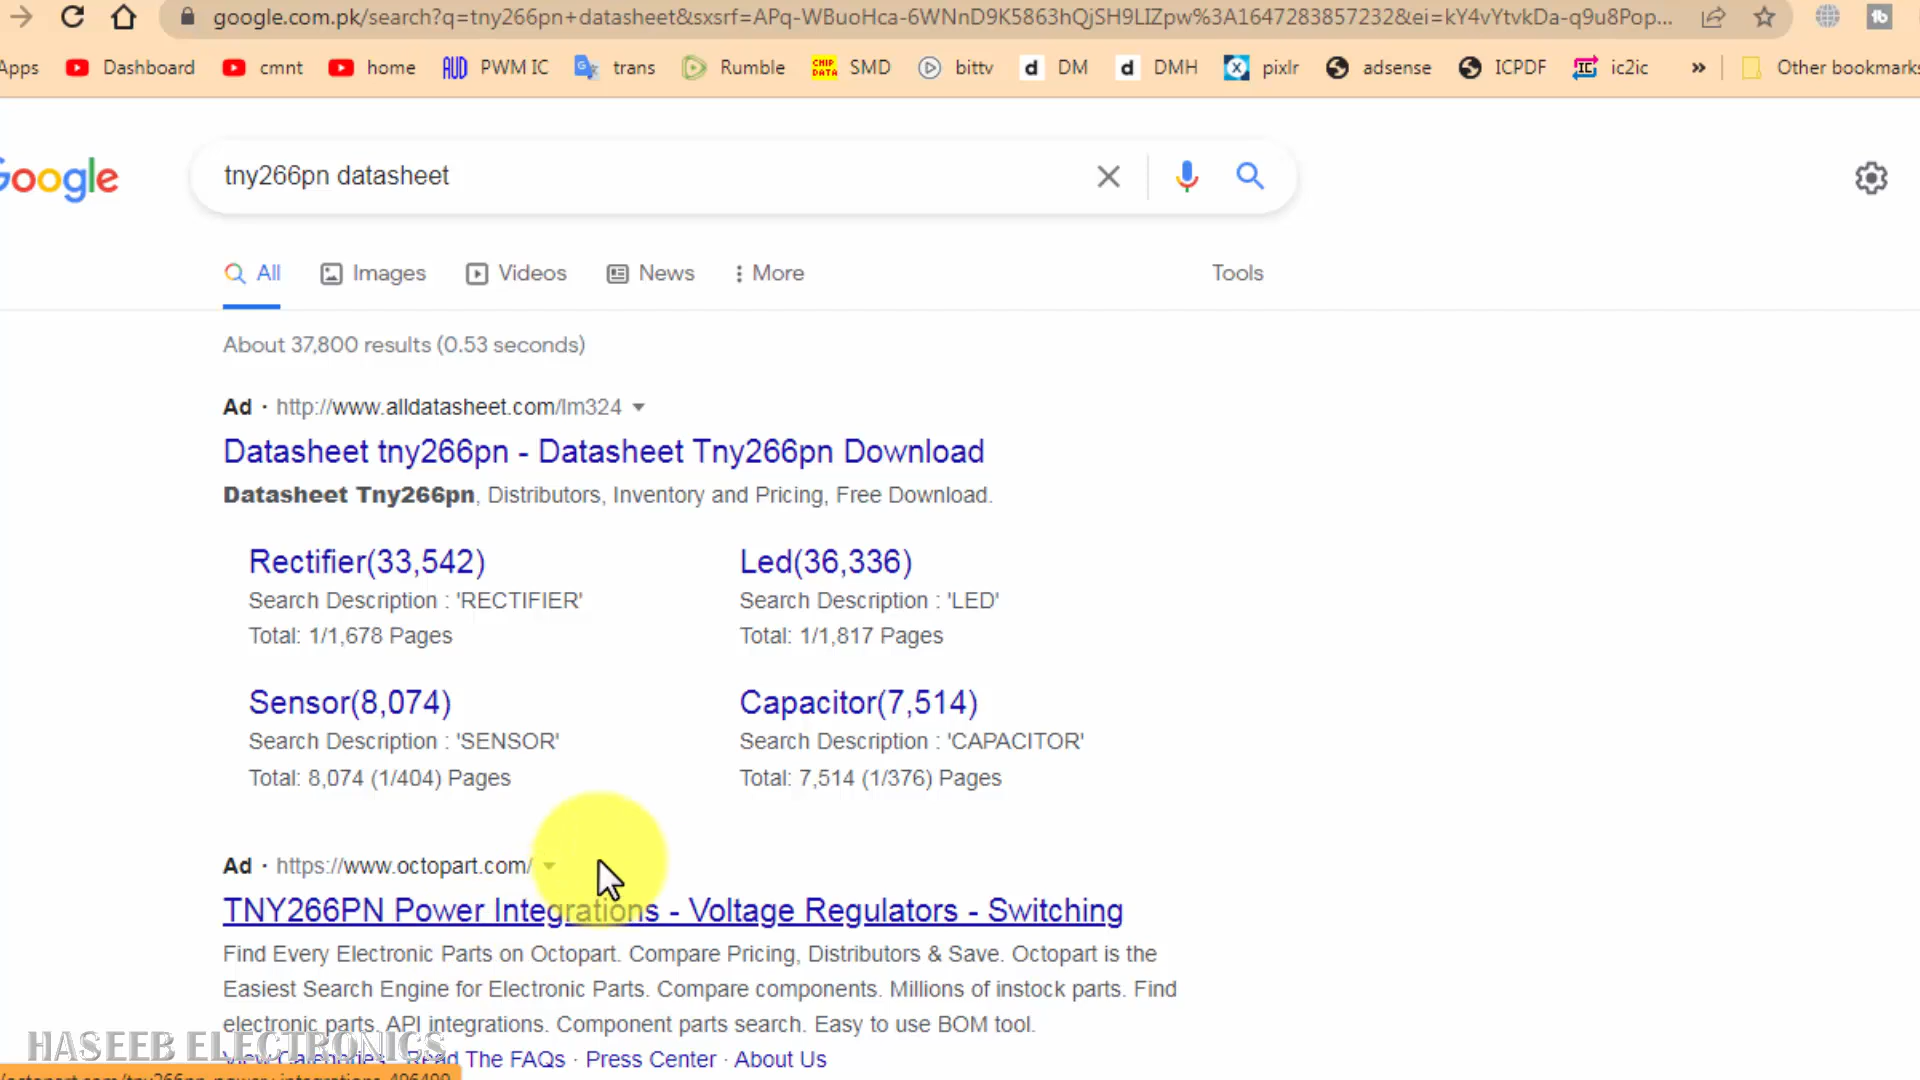 google.com.pk/search?q=tny266pn+datasheet&sxsrf=APq-WBuoHca-6WNnD9K5863hQjSH9LIZpw%3A1647283857232&ei=kY4vYtvkDa-q9u8Pop...
Apps Dashboard cmnt home AUD PWM IC trans Rumble CHIP DATA SMD bittv d DM d DMH pixlr adsense ICPDF IC ic2ic » Other bookmarks
Google tny266pn datasheet
All Images Videos News More Tools
About 37,800 results (0.53 seconds)
Ad · http://www.alldatasheet.com/lm324
Datasheet tny266pn - Datasheet Tny266pn Download
Datasheet Tny266pn, Distributors, Inventory and Pricing, Free Download.
Rectifier(33,542) Led(36,336)
Search Description : 'RECTIFIER' Search Description : 'LED'
Total: 1/1,678 Pages Total: 1/1,817 Pages
Sensor(8,074) Capacitor(7,514)
Search Description : 'SENSOR' Search Description : 'CAPACITOR'
Total: 8,074 (1/404) Pages Total: 7,514 (1/376) Pages
Ad · https://www.octopart.com/
TNY266PN Power Integrations - Voltage Regulators - Switching
Find Every Electronic Parts on Octopart. Compare Pricing, Distributors & Save. Octopart is the
Easiest Search Engine for Electronic Parts. Compare components. Millions of instock parts. Find
electronic parts. API integrations. Component parts search. Easy to use BOM tool.
HASEEB ELECTRONICS
View Categories · Read The FAQs · Press Center · About Us